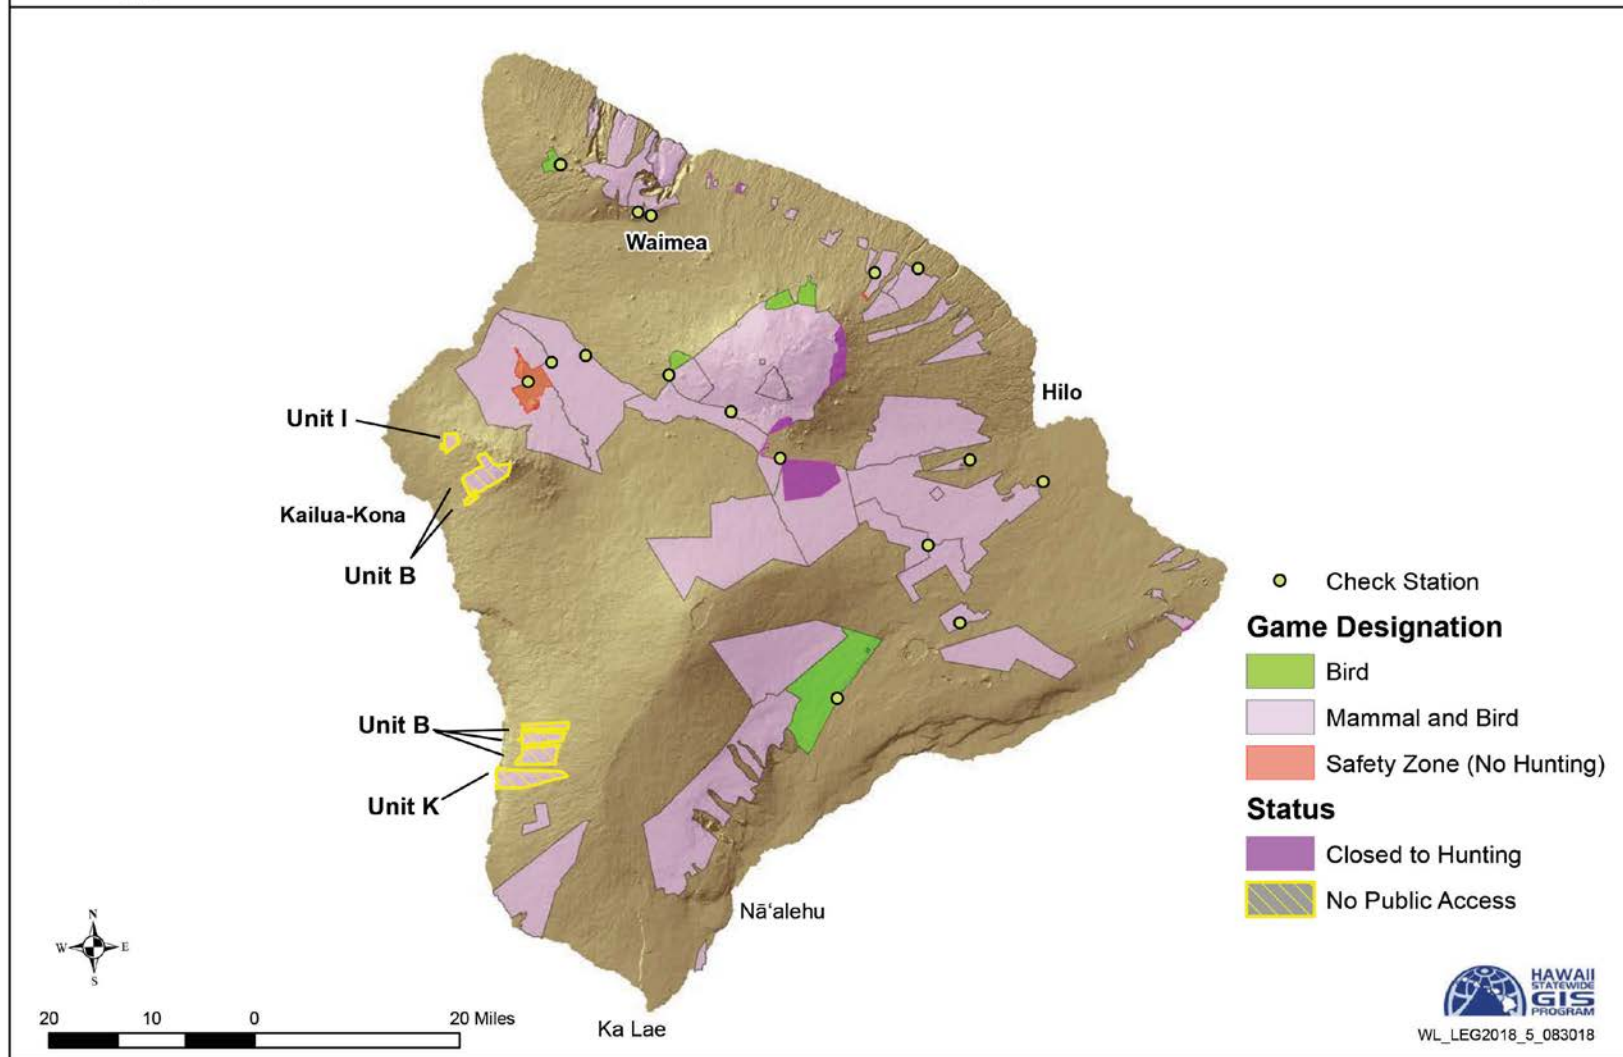 Waimea
Hilo
Unit I
Kailua-Kona
Unit B
Unit B
Unit K
Nāʻalehu
Ka Lae
Check Station
Game Designation
Bird
Mammal and Bird
Safety Zone (No Hunting)
Status
Closed to Hunting
No Public Access
N
W E
S
20 10 0 20 Miles
HAWAII
STATEWIDE
GIS
PROGRAM
WL_LEG2018_5_083018